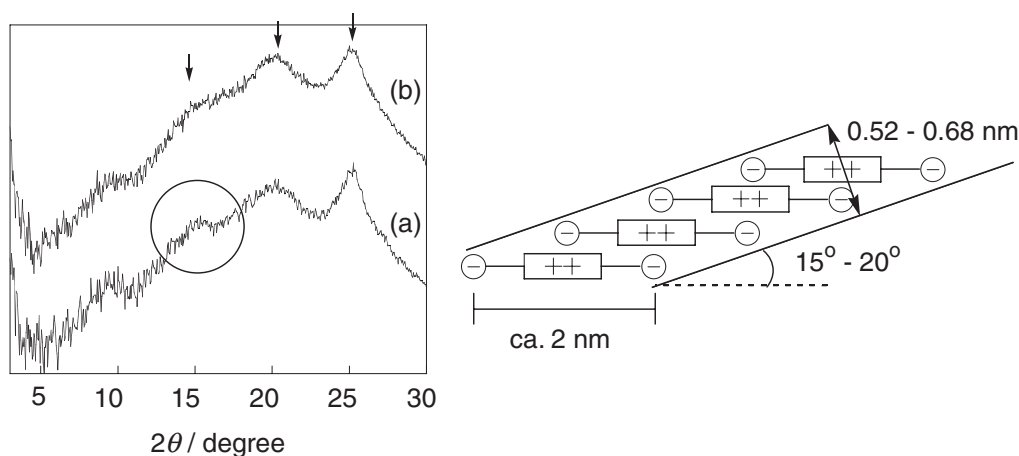 (b)
(a)
5 10 15 20 25 30
2θ / degree
0.52 - 0.68 nm
++
++
++
++
− −
− −
− −
− −
15° - 20°
ca. 2 nm